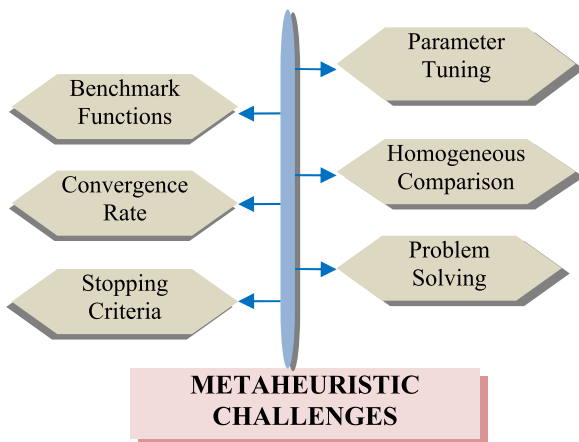 Parameter
Tuning
Benchmark
Functions
Homogeneous
Comparison
Convergence
Rate
Problem
Solving
Stopping
Criteria
METAHEURISTIC
CHALLENGES